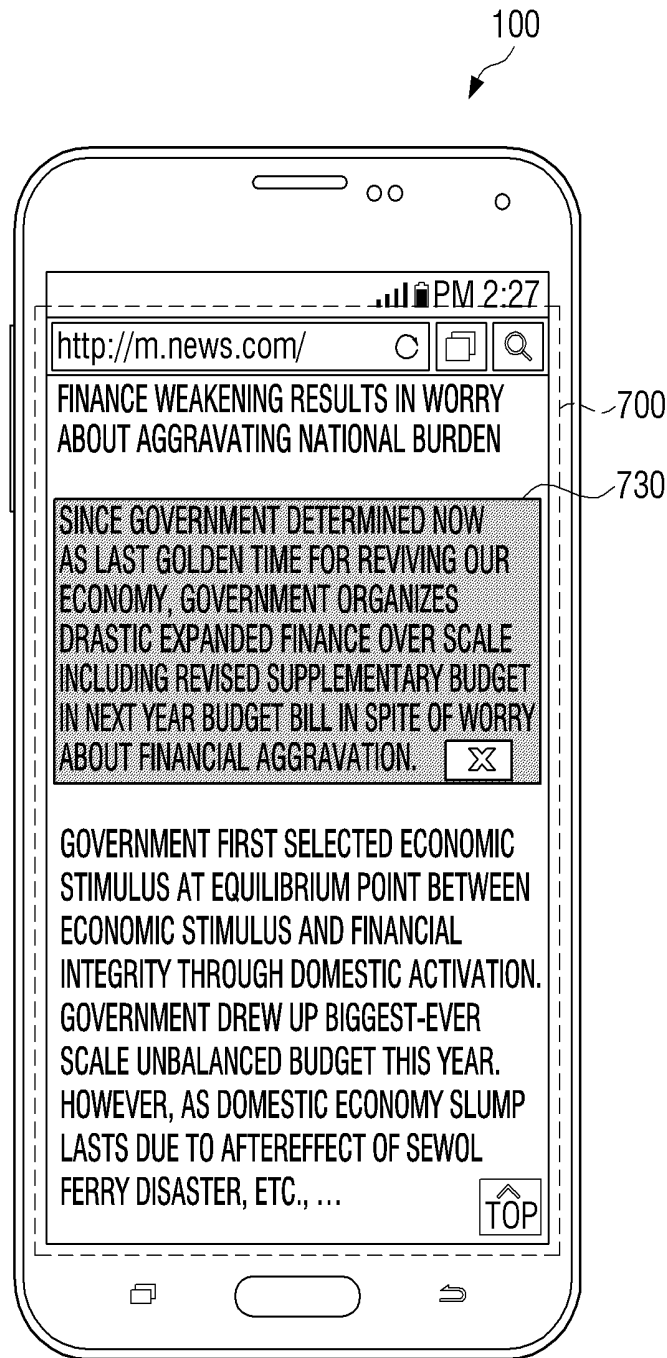 100
PM 2:27
http://m.news.com/
FINANCE WEAKENING RESULTS IN WORRY
ABOUT AGGRAVATING NATIONAL BURDEN
700
730
SINCE GOVERNMENT DETERMINED NOW
AS LAST GOLDEN TIME FOR REVIVING OUR
ECONOMY, GOVERNMENT ORGANIZES
DRASTIC EXPANDED FINANCE OVER SCALE
INCLUDING REVISED SUPPLEMENTARY BUDGET
IN NEXT YEAR BUDGET BILL IN SPITE OF WORRY
ABOUT FINANCIAL AGGRAVATION.
X
GOVERNMENT FIRST SELECTED ECONOMIC
STIMULUS AT EQUILIBRIUM POINT BETWEEN
ECONOMIC STIMULUS AND FINANCIAL
INTEGRITY THROUGH DOMESTIC ACTIVATION.
GOVERNMENT DREW UP BIGGEST-EVER
SCALE UNBALANCED BUDGET THIS YEAR.
HOWEVER, AS DOMESTIC ECONOMY SLUMP
LASTS DUE TO AFTEREFFECT OF SEWOL
FERRY DISASTER, ETC., ...
TOP